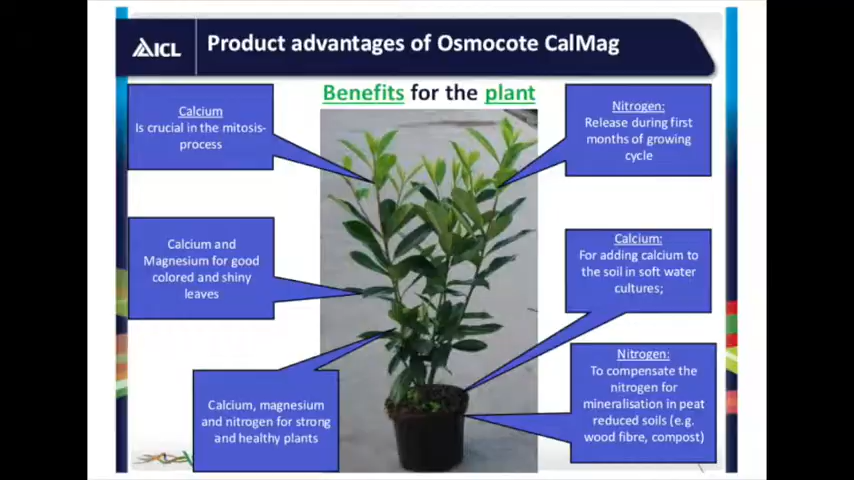 ICL
Product advantages of Osmocote CalMag
Benefits for the plant
Calcium
Is crucial in the mitosis-
process
Nitrogen:
Release during first
months of growing
cycle
Calcium and
Magnesium for good
colored and shiny
leaves
Calcium:
For adding calcium to
the soil in soft water
cultures;
Calcium, magnesium
and nitrogen for strong
and healthy plants
Nitrogen:
To compensate the
nitrogen for
mineralisation in peat
reduced soils (e.g.
wood fibre, compost)